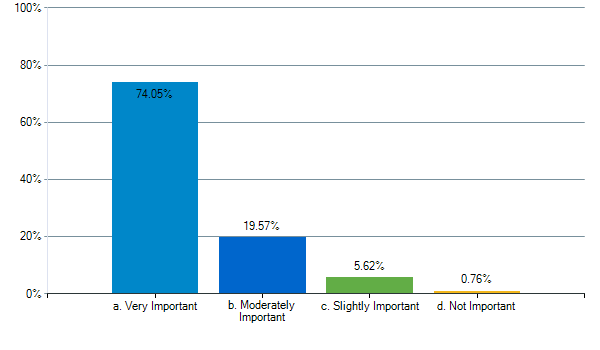 100%
80%
74.05%
60%
40%
19.57%
20%
5.62%
0.76%
0%
a. Very Important
b. Moderately
Important
c. Slightly Important
d. Not Important